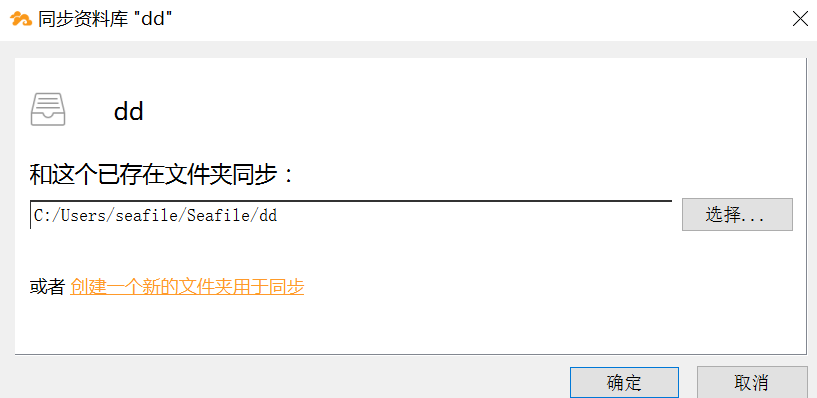 同步资料库 "dd"
dd
和这个已存在文件夹同步：
C:/Users/seafile/Seafile/dd
选择...
或者 创建一个新的文件夹用于同步
确定
取消